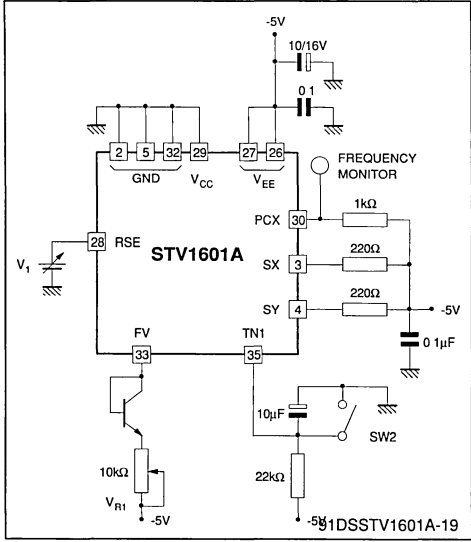 -5V
10/16V
0 1
2 5 32 29 27 26
GND VCC VEE
FREQUENCY
MONITOR
PCX 30 1kΩ
28 RSE STV1601A
V1
SX 3 220Ω
SY 4 220Ω
-5V
0 1µF
FV TN1
33 35
10µF
SW2
10kΩ
22kΩ
VR1
-5V
-5V
91DSSTV1601A-19